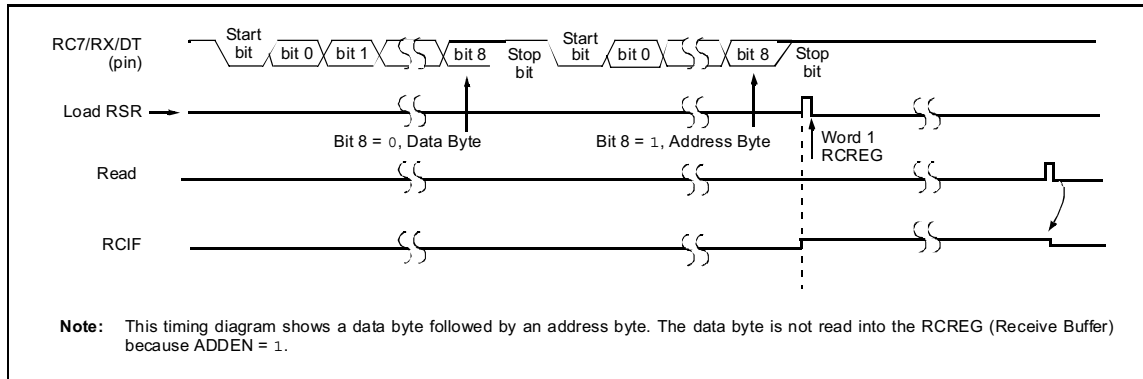 RC7/RX/DT
(pin)
Start
bit
bit 0
bit 1
bit 8
Stop
bit
Start
bit
bit 0
bit 8
Stop
bit
Load RSR
Bit 8 = 0, Data Byte
Bit 8 = 1, Address Byte
Word 1
RCREG
Read
RCIF
Note: This timing diagram shows a data byte followed by an address byte. The data byte is not read into the RCREG (Receive Buffer)
because ADDEN = 1.